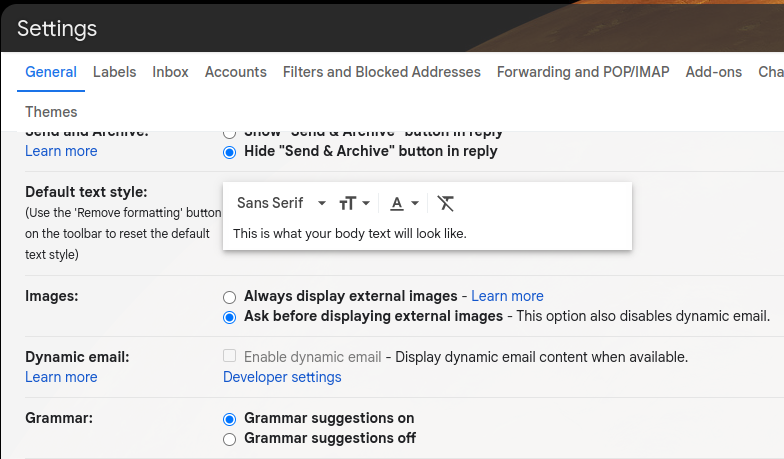 Settings
General Labels Inbox Accounts Filters and Blocked Addresses Forwarding and POP/IMAP Add-ons
Themes
Send and Archive: Show "Send & Archive" button in reply
Learn more Hide "Send & Archive" button in reply
Default text style: Sans Serif
(Use the 'Remove formatting' button
on the toolbar to reset the default
text style)
This is what your body text will look like.
Images: Always display external images - Learn more
Ask before displaying external images - This option also disables dynamic email.
Dynamic email: Enable dynamic email - Display dynamic email content when available.
Learn more Developer settings
Grammar: Grammar suggestions on
Grammar suggestions off